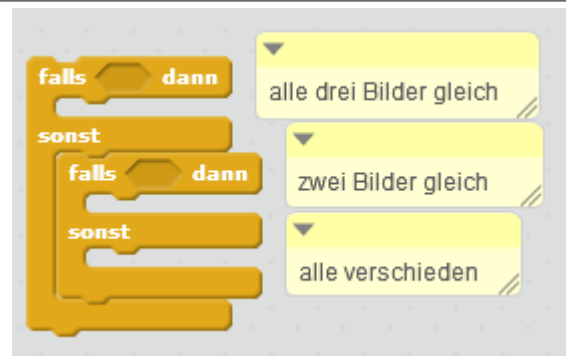 falls dann
alle drei Bilder gleich
sonst
falls dann
zwei Bilder gleich
sonst
alle verschieden